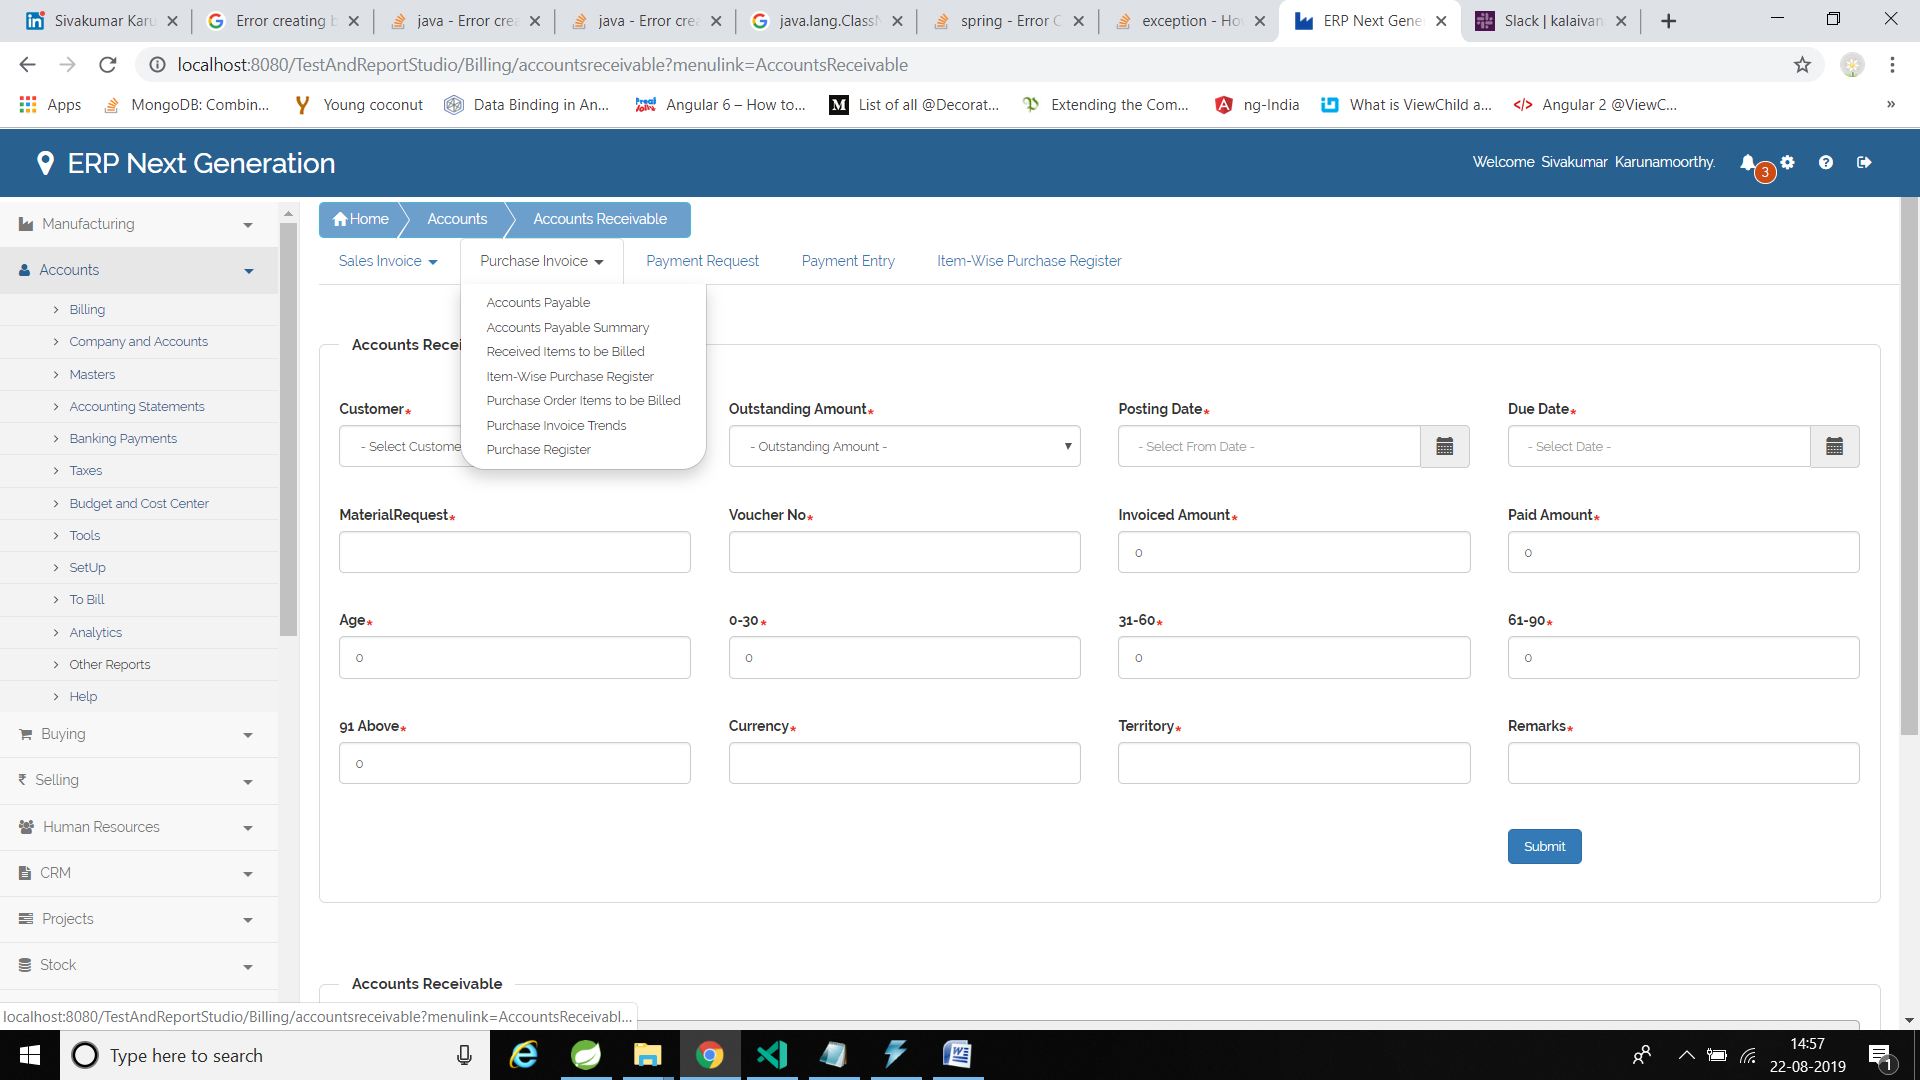 Sivakumar Karu
Error creating b
java - Error crea
java - Error crea
java.lang.ClassN
spring - Error C
exception - Ho
ERP Next Gene
Slack | kalaivan
localhost:8080/TestAndReportStudio/Billing/accountsreceivable?menulink=AccountsReceivable
Apps
MongoDB: Combin...
Young coconut
Data Binding in An...
Angular 6 – How to...
List of all @Decorat...
Extending the Com...
ng-India
What is ViewChild a...
Angular 2 @ViewC...
»
ERP Next Generation
Welcome Sivakumar Karunamoorthy.
3
Manufacturing
Accounts
Billing
Company and Accounts
Masters
Accounting Statements
Banking Payments
Taxes
Budget and Cost Center
Tools
SetUp
To Bill
Analytics
Other Reports
Help
Buying
Selling
Human Resources
CRM
Projects
Stock
Home
Accounts
Accounts Receivable
Sales Invoice
Purchase Invoice
Payment Request
Payment Entry
Item-Wise Purchase Register
Accounts Payable
Accounts Payable Summary
Received Items to be Billed
Item-Wise Purchase Register
Purchase Order Items to be Billed
Purchase Invoice Trends
Purchase Register
Accounts Recei
Customer*
Outstanding Amount*
Posting Date*
Due Date*
- Select Custome
- Outstanding Amount -
- Select From Date -
- Select Date -
MaterialRequest*
Voucher No*
Invoiced Amount*
Paid Amount*
0
0
Age*
0-30*
31-60*
61-90*
0
0
0
0
91 Above*
Currency*
Territory*
Remarks*
0
Submit
Accounts Receivable
localhost:8080/TestAndReportStudio/Billing/accountsreceivable?menulink=AccountsReceivabl...
Type here to search
14:57
22-08-2019
1